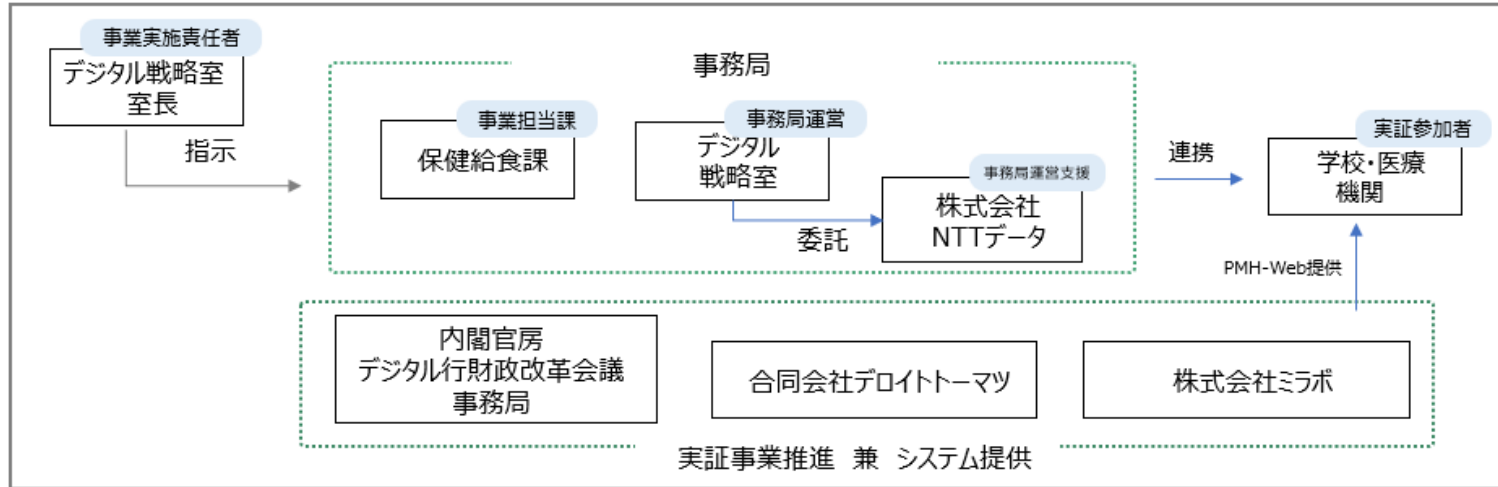 事業実施責任者
デジタル戦略室
室長
指示
事務局
事業担当課
保健給食課
事務局運営
デジタル
戦略室
委託
事務局運営支援
株式会社
NTTデータ
連携
実証参加者
学校・医療
機関
PMH-Web提供
内閣官房
デジタル行財政改革会議
事務局
合同会社デロイトトーマツ
株式会社ミラボ
実証事業推進 兼 システム提供